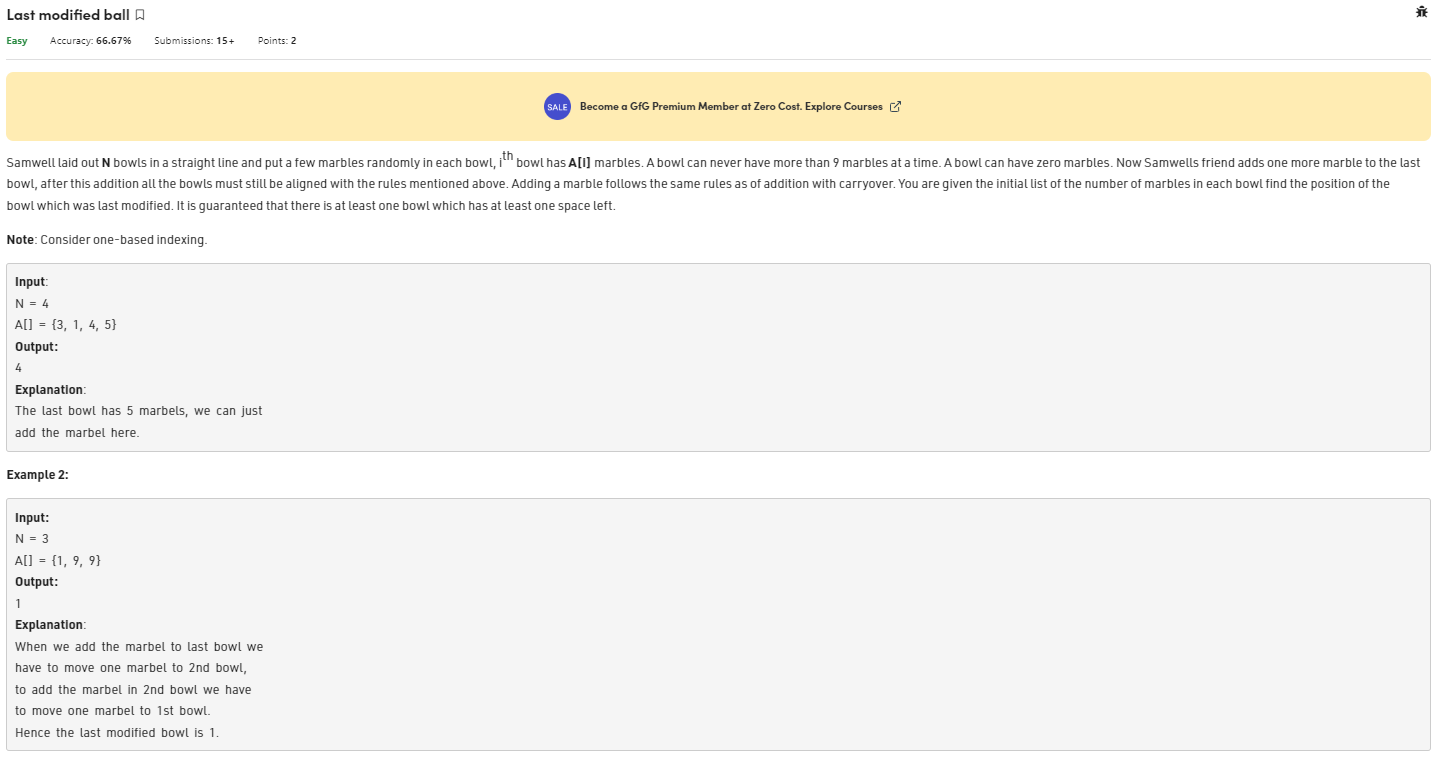 Last modified ball
Easy Accuracy: 66.67% Submissions: 15+ Points: 2
SALE Become a GfG Premium Member at Zero Cost. Explore Courses
Samwell laid out N bowls in a straight line and put a few marbles randomly in each bowl, ith bowl has A[i] marbles. A bowl can never have more than 9 marbles at a time. A bowl can have zero marbles. Now Samwells friend adds one more marble to the last
bowl, after this addition all the bowls must still be aligned with the rules mentioned above. Adding a marble follows the same rules as of addition with carryover. You are given the initial list of the number of marbles in each bowl find the position of the
bowl which was last modified. It is guaranteed that there is at least one bowl which has at least one space left.
Note: Consider one-based indexing.
Input:
N = 4
A[] = {3, 1, 4, 5}
Output:
4
Explanation:
The last bowl has 5 marbels, we can just
add the marbel here.
Example 2:
Input:
N = 3
A[] = {1, 9, 9}
Output:
1
Explanation:
When we add the marbel to last bowl we
have to move one marbel to 2nd bowl,
to add the marbel in 2nd bowl we have
to move one marbel to 1st bowl.
Hence the last modified bowl is 1.